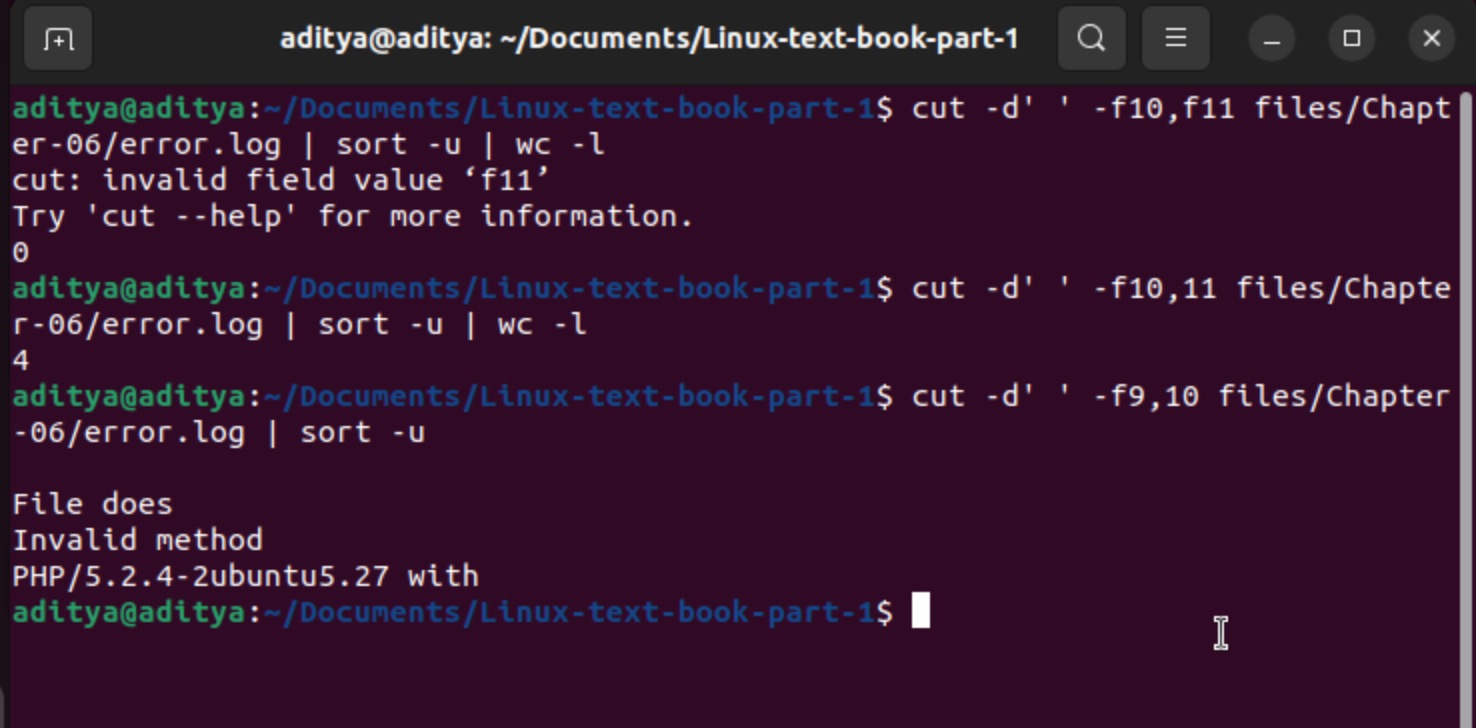 aditya@aditya: ~/Documents/Linux-text-book-part-1
aditya@aditya:~/Documents/Linux-text-book-part-1$ cut -d' ' -f10,f11 files/Chapt
er-06/error.log | sort -u | wc -l
cut: invalid field value ‘f11’
Try 'cut --help' for more information.
0
aditya@aditya:~/Documents/Linux-text-book-part-1$ cut -d' ' -f10,11 files/Chapte
r-06/error.log | sort -u | wc -l
4
aditya@aditya:~/Documents/Linux-text-book-part-1$ cut -d' ' -f9,10 files/Chapter
-06/error.log | sort -u
File does
Invalid method
PHP/5.2.4-2ubuntu5.27 with
aditya@aditya:~/Documents/Linux-text-book-part-1$